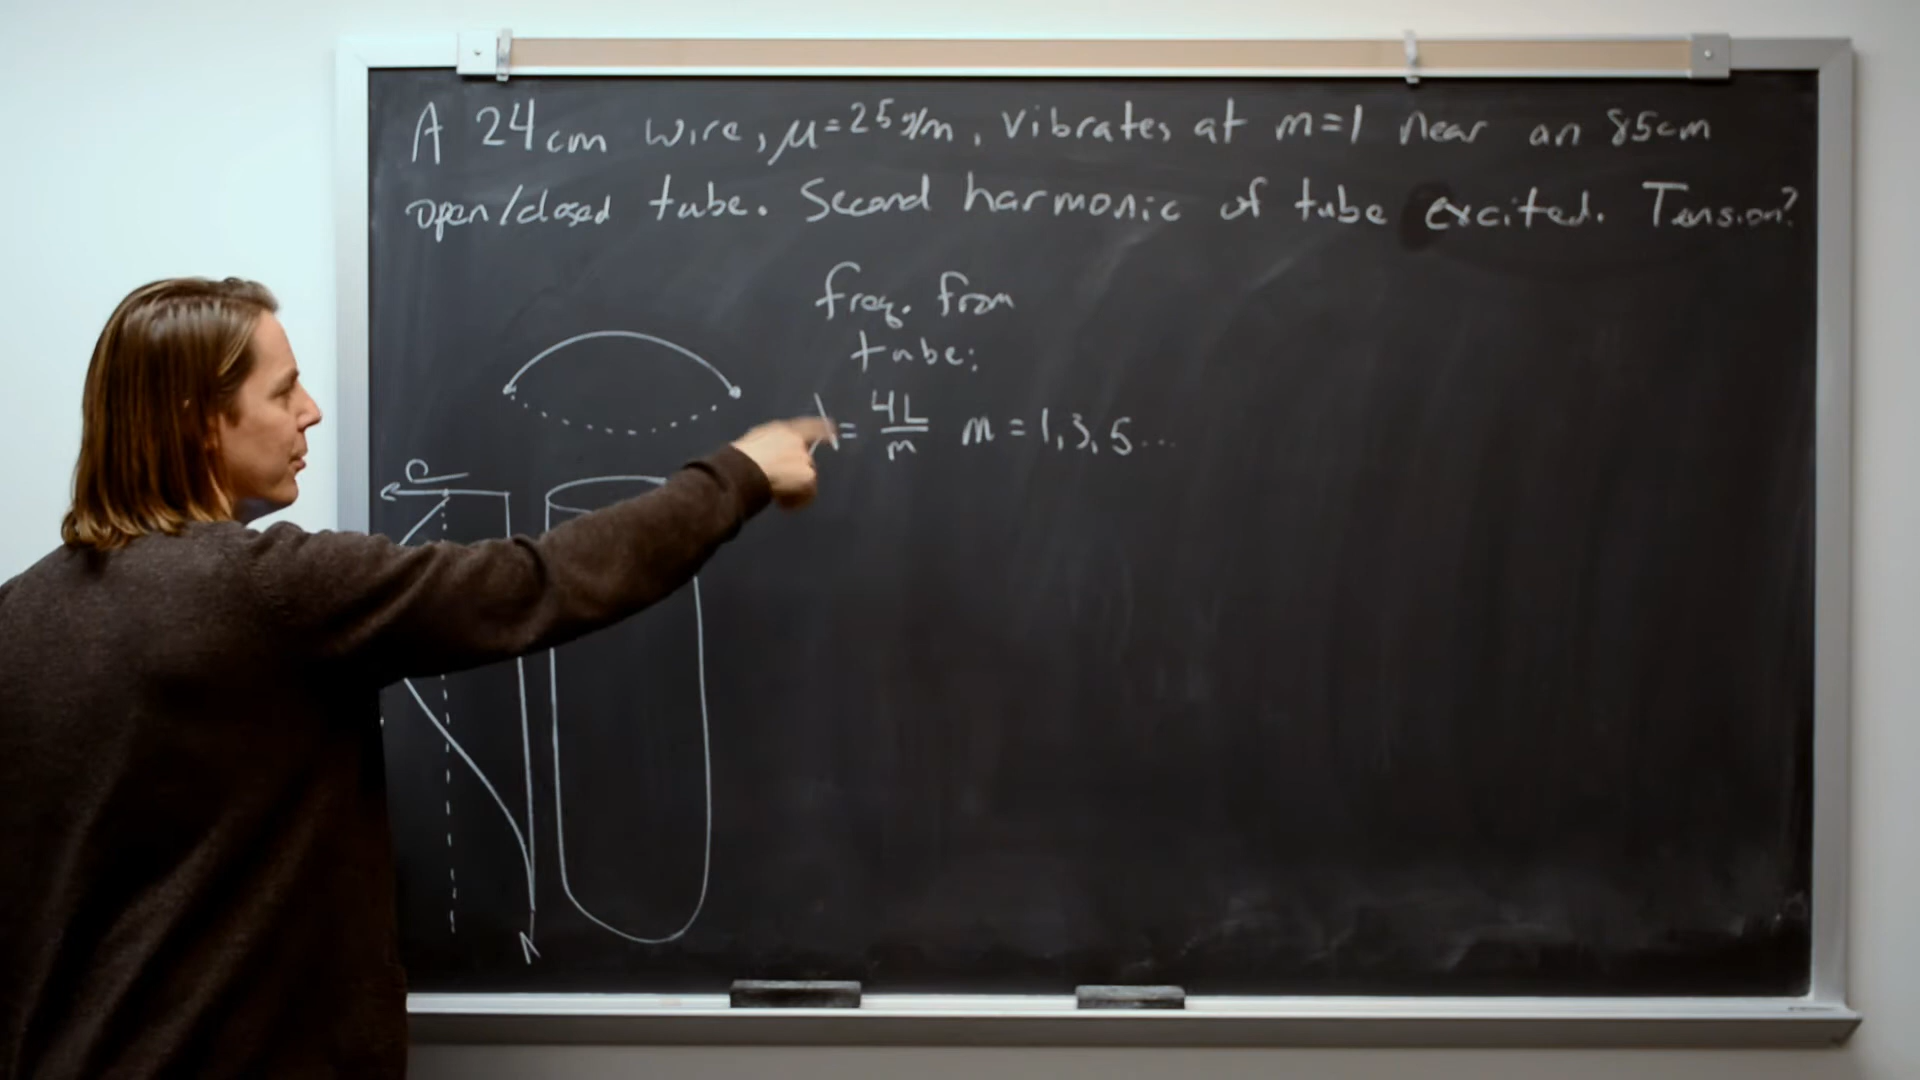 A 24cm wire, μ=25g/m, vibrates at m=1 near an 85cm
open/closed tube. Second harmonic of tube excited. Tension?
freq. from
tube:
λ = 4L/m m = 1,3,5...
N